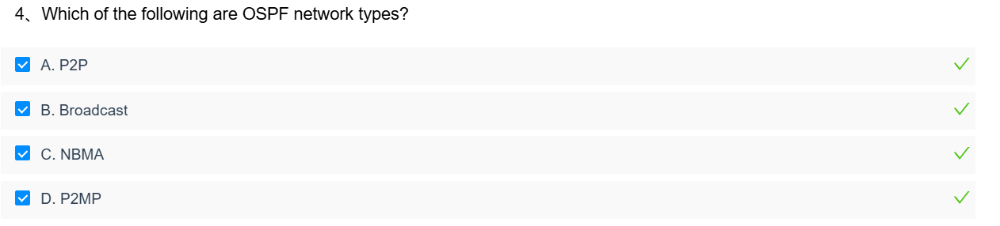 4、Which of the following are OSPF network types?
A. P2P
B. Broadcast
C. NBMA
D. P2MP